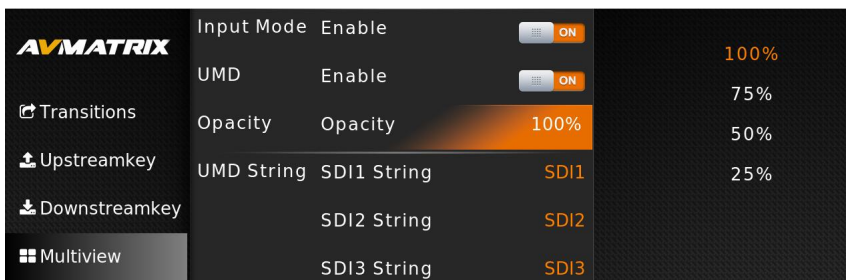 AVMATRIX
Transitions
Upstreamkey
Downstreamkey
Multiview
Input Mode Enable ON
UMD Enable ON
Opacity Opacity 100%
UMD String SDI1 String SDI1
SDI2 String SDI2
SDI3 String SDI3
100%
75%
50%
25%